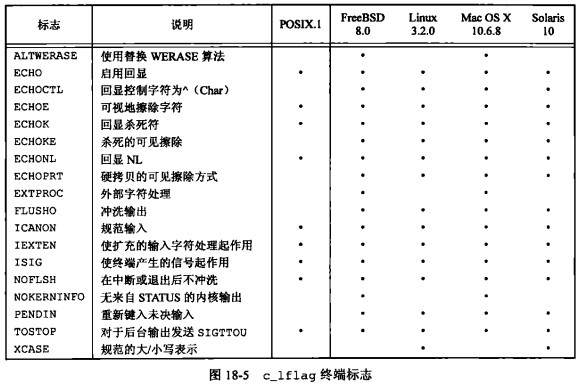 标志 说明 POSIX.1 FreeBSD 8.0 Linux 3.2.0 Mac OS X 10.6.8 Solaris 10
ALTWERASE 使用替换 WERASE 算法 • •
ECHO 启用回显 • • • • •
ECHOCTL 回显控制字符为^（Char） • • • •
ECHOE 可视地擦除字符 • • • • •
ECHOK 回显杀死符 • • • • •
ECHOKE 杀死的可见擦除 • • • •
ECHONL 回显 NL • • • • •
ECHOPRT 硬拷贝的可见擦除方式 • • • •
EXTPROC 外部字符处理 • •
FLUSHO 冲洗输出 • • • •
ICANON 规范输入 • • • • •
IEXTEN 使扩充的输入字符处理起作用 • • • • •
ISIG 使终端产生的信号起作用 • • • • •
NOFLSH 在中断或退出后不冲洗 • • • • •
NOKERNINFO 无来自 STATUS 的内核输出 • •
PENDIN 重新键入未决输入 • • • •
TOSTOP 对于后台输出发送 SIGTTOU • • • • •
XCASE 规范的大/小写表示 • •
图 18-5 c_lflag 终端标志